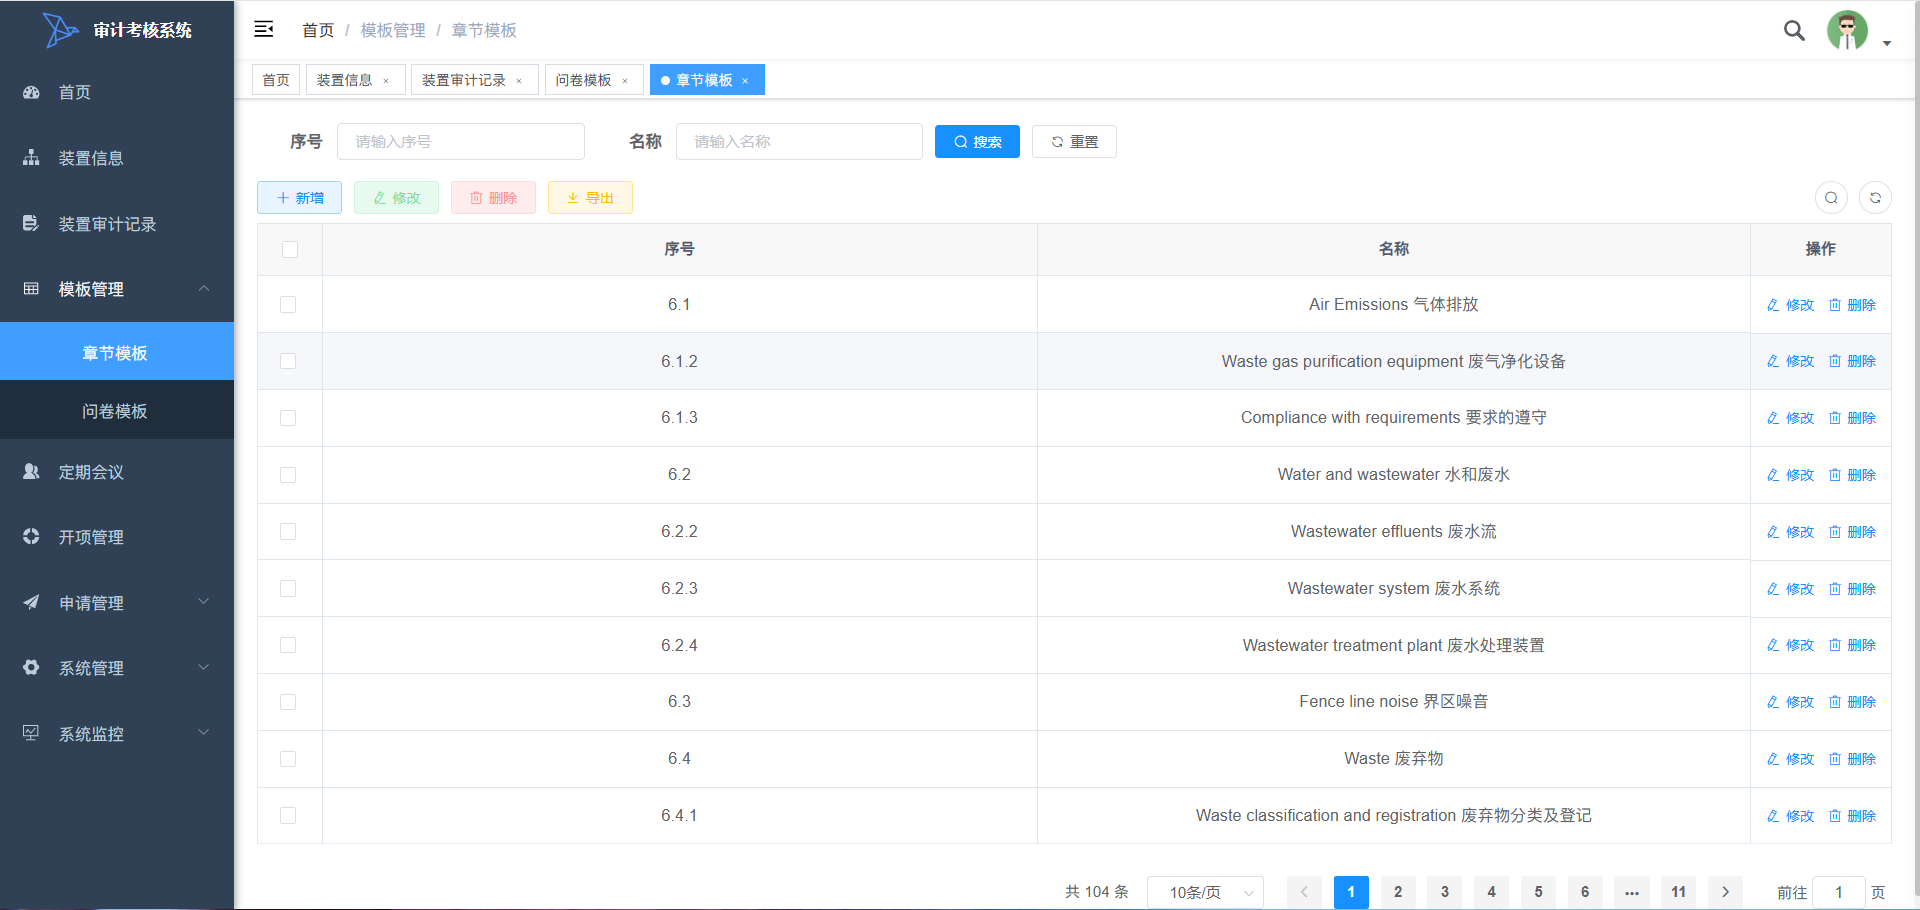 审计考核系统
首页
装置信息
装置审计记录
模板管理
章节模板
问卷模板
定期会议
开项管理
申请管理
系统管理
系统监控
首页 / 模板管理 / 章节模板
首页 装置信息 × 装置审计记录 × 问卷模板 × 章节模板 ×
序号 请输入序号 名称 请输入名称 搜索 重置
新增 修改 删除 导出
序号 名称 操作
6.1 Air Emissions 气体排放 修改 删除
6.1.2 Waste gas purification equipment 废气净化设备 修改 删除
6.1.3 Compliance with requirements 要求的遵守 修改 删除
6.2 Water and wastewater 水和废水 修改 删除
6.2.2 Wastewater effluents 废水流 修改 删除
6.2.3 Wastewater system 废水系统 修改 删除
6.2.4 Wastewater treatment plant 废水处理装置 修改 删除
6.3 Fence line noise 界区噪音 修改 删除
6.4 Waste 废弃物 修改 删除
6.4.1 Waste classification and registration 废弃物分类及登记 修改 删除
共 104 条 10条/页 1 2 3 4 5 6 ••• 11 前往 1 页